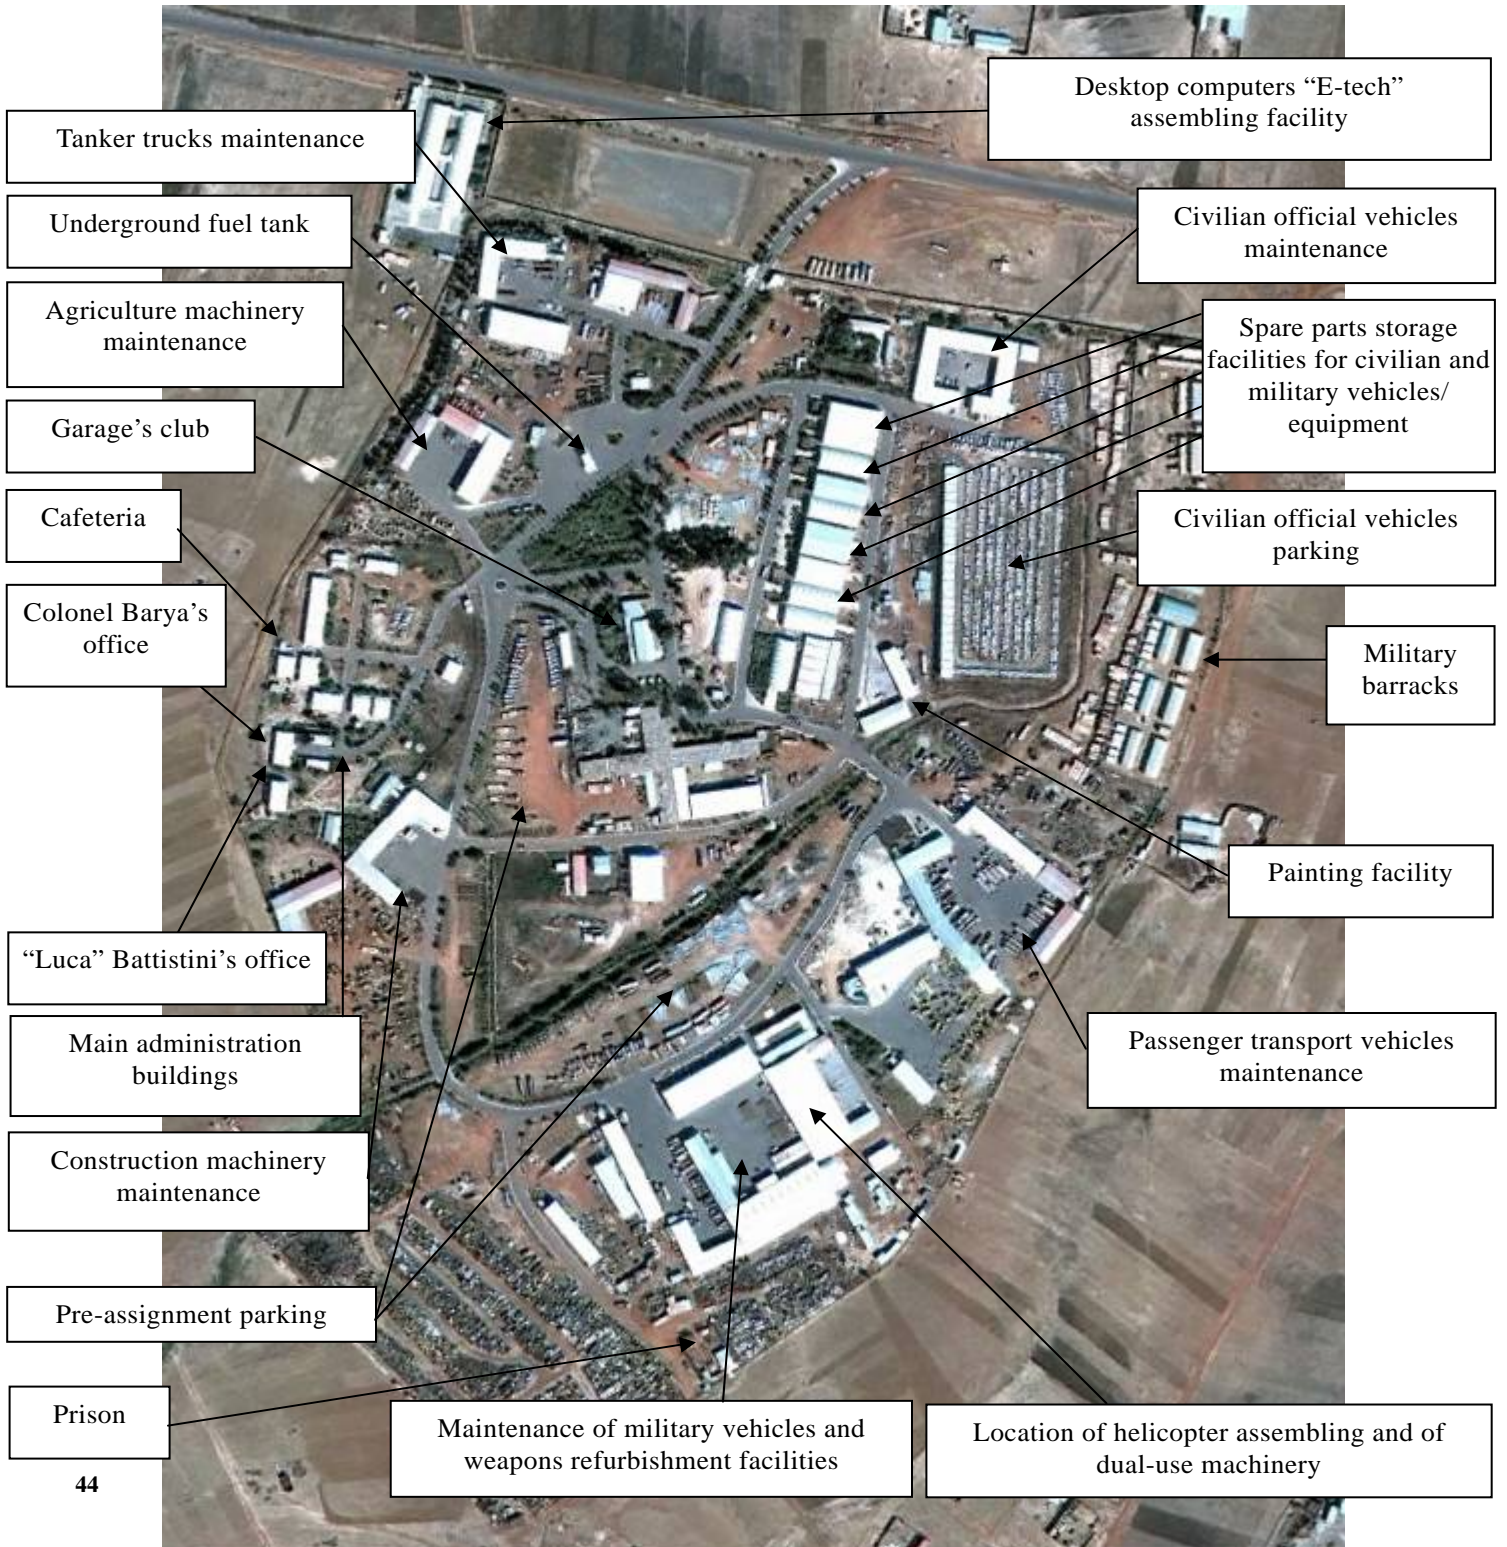 Desktop computers “E-tech”
assembling facility
Tanker trucks maintenance
Underground fuel tank
Civilian official vehicles
maintenance
Agriculture machinery
maintenance
Spare parts storage
facilities for civilian and
military vehicles/
equipment
Garage’s club
Cafeteria
Civilian official vehicles
parking
Colonel Barya’s
office
Military
barracks
Painting facility
“Luca” Battistini’s office
Main administration
buildings
Passenger transport vehicles
maintenance
Construction machinery
maintenance
Pre-assignment parking
Prison
Maintenance of military vehicles and
weapons refurbishment facilities
Location of helicopter assembling and of
dual-use machinery
44